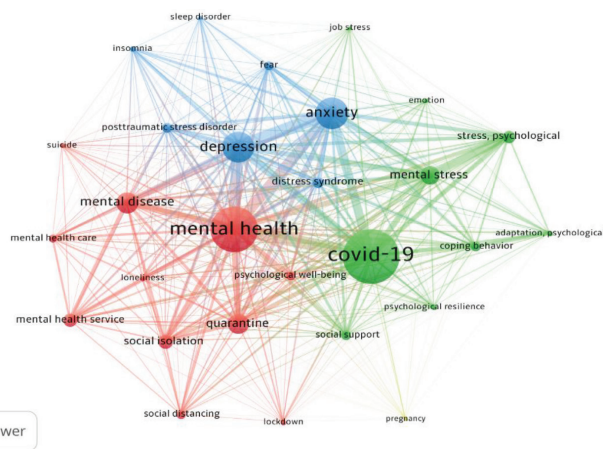 sleep disorder
job stress
insomnia
fear
emotion
anxiety
posttraumatic stress disorder
stress, psychological
suicide
depression
distress syndrome
mental stress
mental disease
mental health
adaptation, psychologica
mental health care
coping behavior
covid-19
loneliness
psychological well-being
psychological resilience
mental health service
quarantine
social support
social isolation
social distancing
lockdown
pregnancy
wer